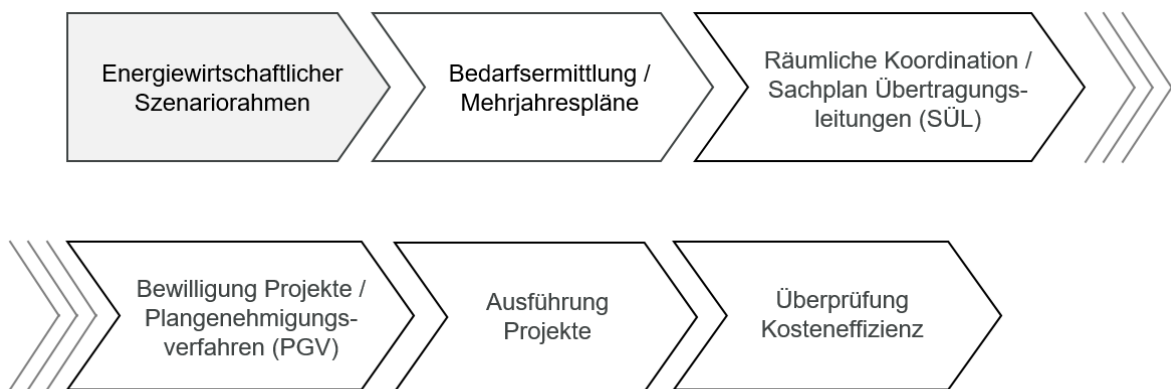 Energiewirtschaftlicher
Szenariorahmen
Bedarfsermittlung /
Mehrjahrespläne
Räumliche Koordination /
Sachplan Übertragungs-
leitungen (SÜL)
Bewilligung Projekte /
Plangenehmigungs-
verfahren (PGV)
Ausführung
Projekte
Überprüfung
Kosteneffizienz